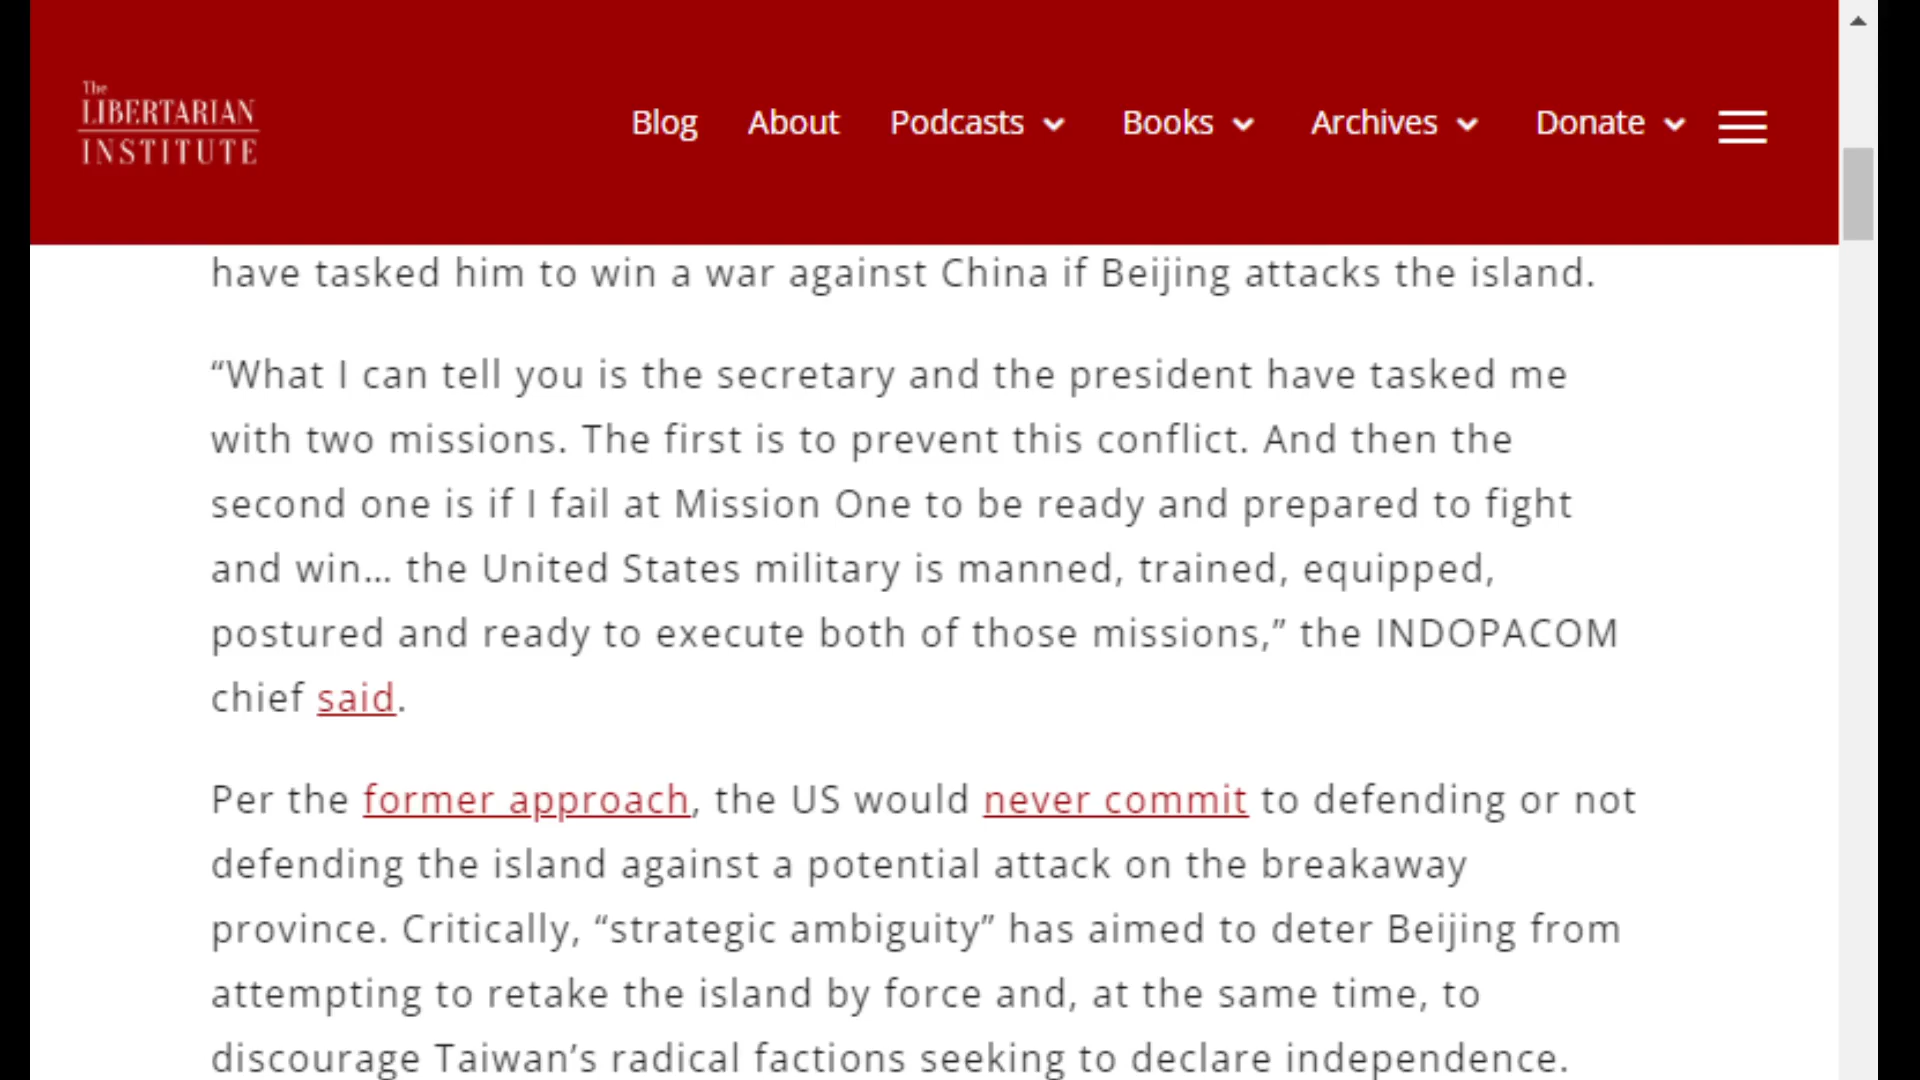 The
LIBERTARIAN
INSTITUTE
Blog About Podcasts Books Archives Donate
have tasked him to win a war against China if Beijing attacks the island.
“What I can tell you is the secretary and the president have tasked me
with two missions. The first is to prevent this conflict. And then the
second one is if I fail at Mission One to be ready and prepared to fight
and win… the United States military is manned, trained, equipped,
postured and ready to execute both of those missions,” the INDOPACOM
chief said.
Per the former approach, the US would never commit to defending or not
defending the island against a potential attack on the breakaway
province. Critically, “strategic ambiguity” has aimed to deter Beijing from
attempting to retake the island by force and, at the same time, to
discourage Taiwan’s radical factions seeking to declare independence.